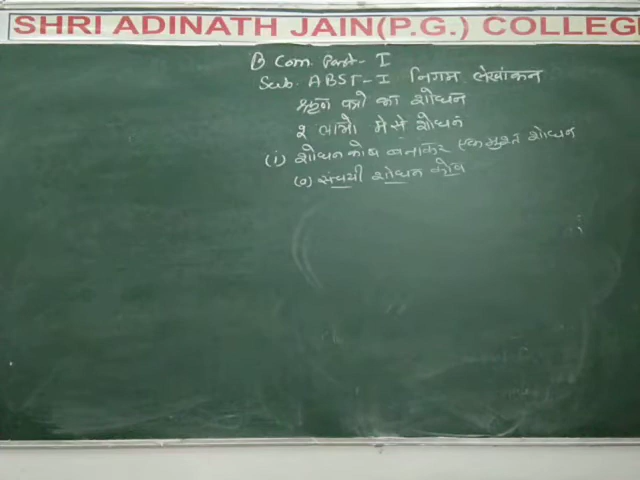 SHRI ADINATH JAIN(P.G.) COLLEGE
B Com. Part- I
Sub. ABST-I निगम लेखांकन
ऋण पत्रो का शोधन
2 लाभो मे से शोधन
(i) शोधन कोष बनाकर एकमुश्त शोधन
(a) संचयी शोधन कोष